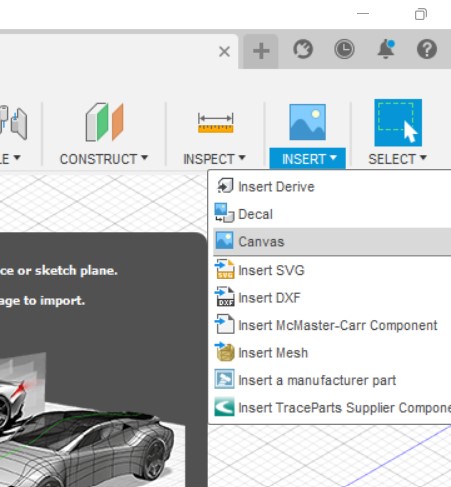 LE CONSTRUCT INSPECT INSERT SELECT
Insert Derive
Decal
Canvas
ce or sketch plane.
Insert SVG
Insert DXF
age to import.
Insert McMaster-Carr Component
Insert Mesh
Insert a manufacturer part
Insert TraceParts Supplier Compone